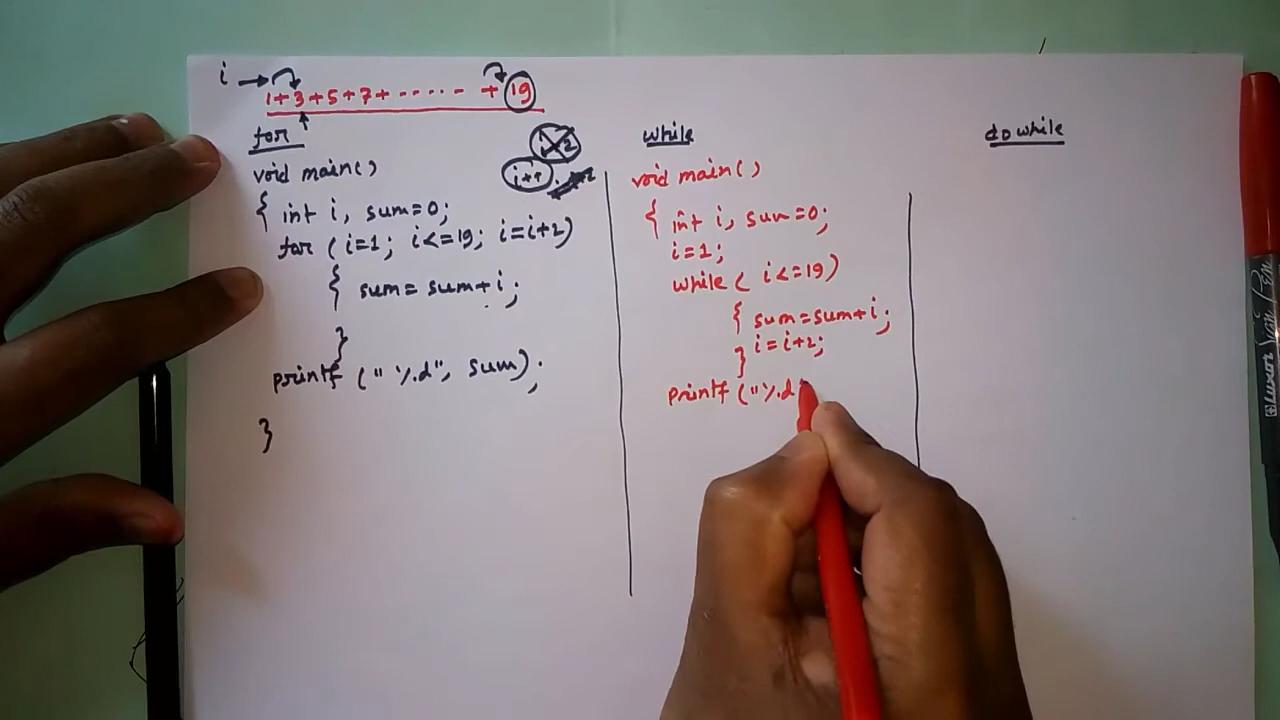 i → 1+3+5+7+ ····· + 19
for
void main()
{ int i, sum=0;
for (i=1; i<=19; i=i+2)
{ sum= sum+i;
}
printf (" %d", sum);
}
while
void main()
{ int i, sum=0;
i=1;
while( i<=19)
{ sum=sum+i;
i=i+2;
}
printf ("%d
do while
Luxor